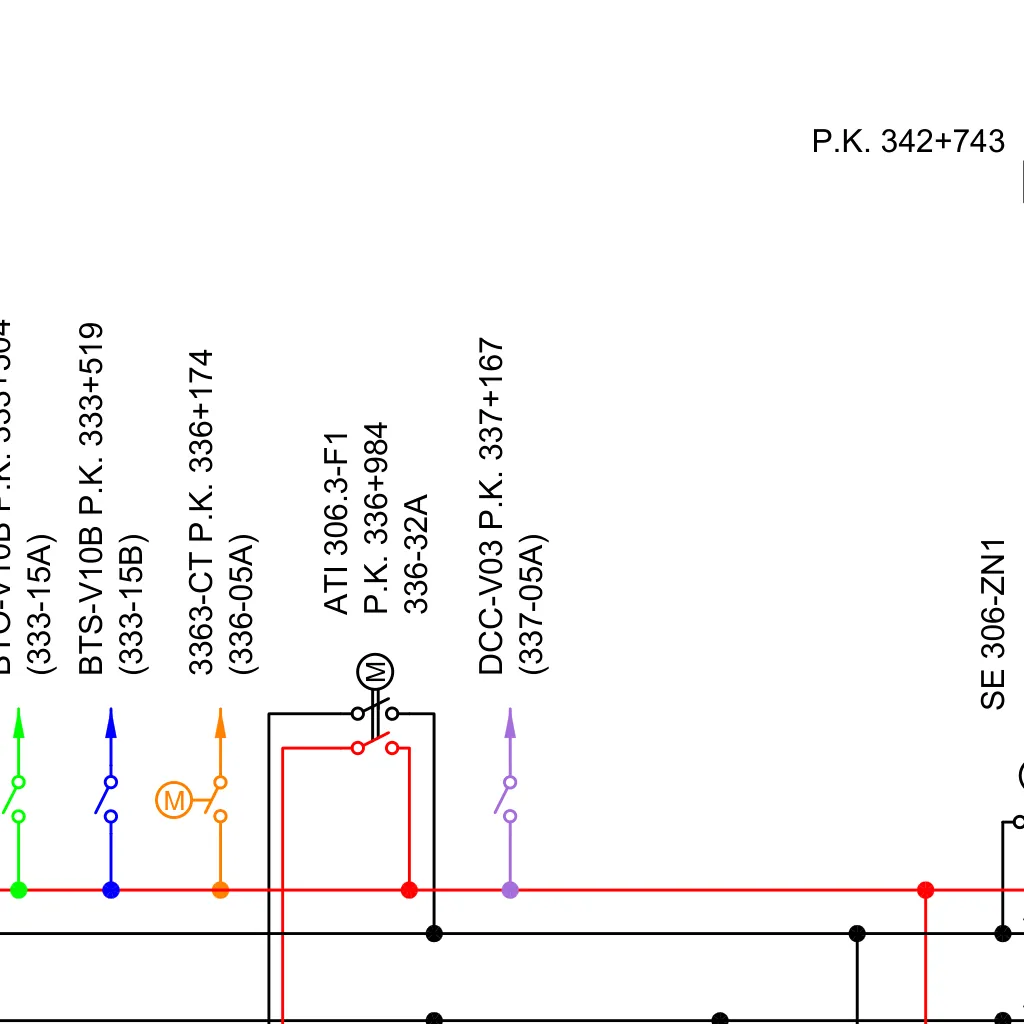 P.K. 342+743
(333-15A)
BTS-V10B P.K. 333+519
(333-15B)
3363-CT P.K. 336+174
(336-05A)
ATI 306.3-F1
P.K. 336+984
336-32A
DCC-V03 P.K. 337+167
(337-05A)
SE 306-ZN1
M
M